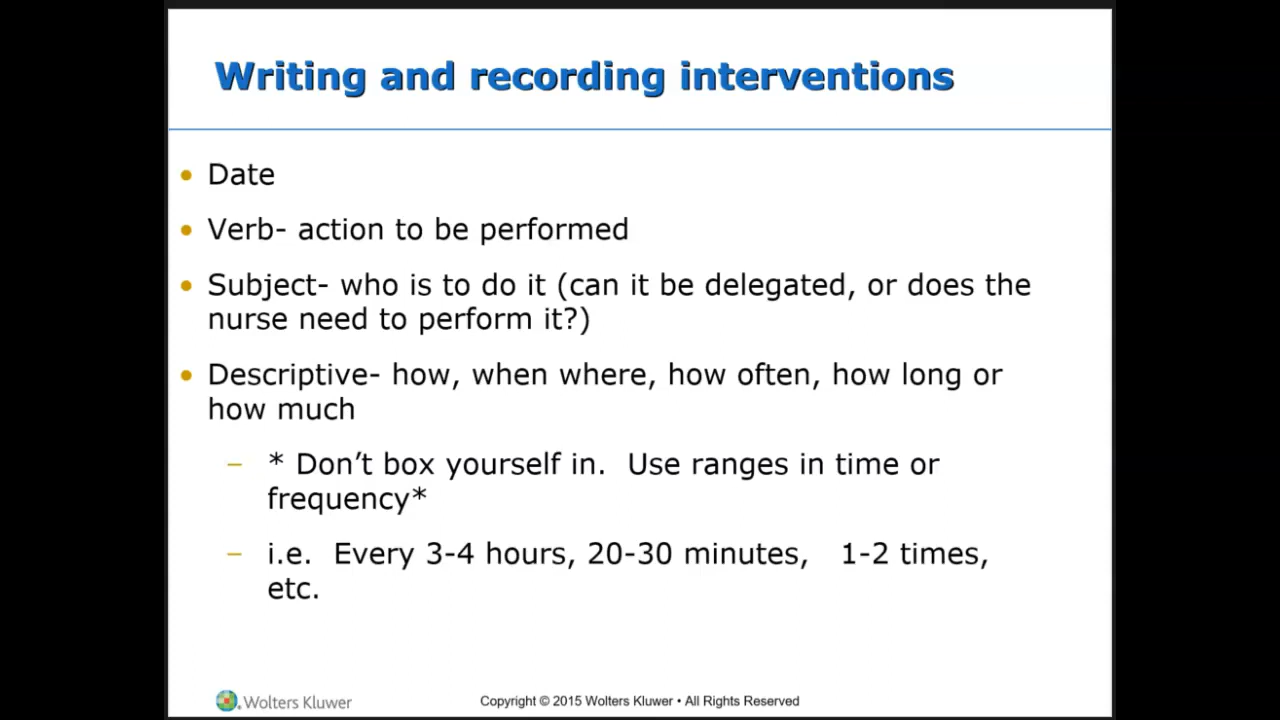 Writing and recording interventions
• Date
• Verb- action to be performed
• Subject- who is to do it (can it be delegated, or does the
nurse need to perform it?)
• Descriptive- how, when where, how often, how long or
how much
– * Don’t box yourself in.  Use ranges in time or
frequency*
– i.e.  Every 3-4 hours, 20-30 minutes,   1-2 times,
etc.
Wolters Kluwer
Copyright © 2015 Wolters Kluwer • All Rights Reserved